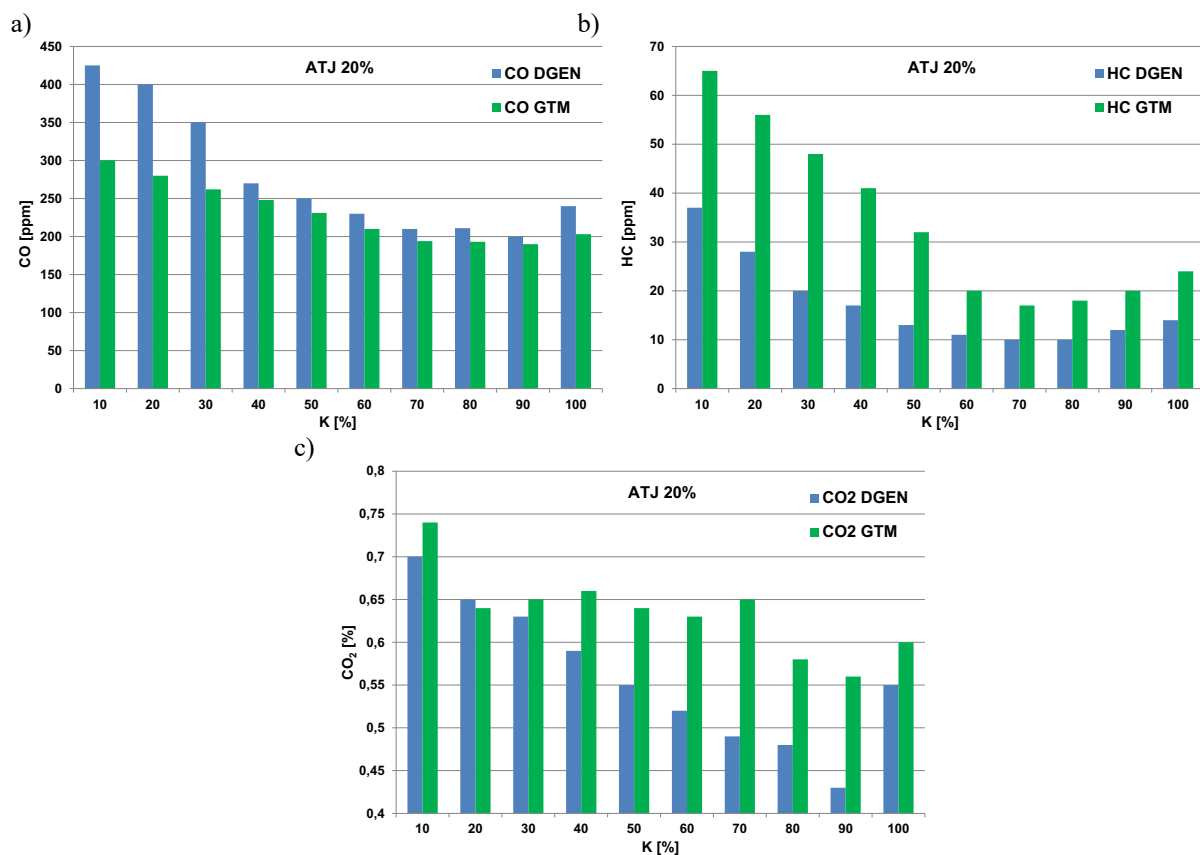 a)
ATJ 20%
CO DGEN
CO GTM
450
400
350
300
250
200
150
100
50
0
CO [ppm]
10 20 30 40 50 60 70 80 90 100
K [%]
b)
ATJ 20%
HC DGEN
HC GTM
70
60
50
40
30
20
10
0
HC [ppm]
10 20 30 40 50 60 70 80 90 100
K [%]
c)
ATJ 20%
CO2 DGEN
CO2 GTM
0,8
0,75
0,7
0,65
0,6
0,55
0,5
0,45
0,4
CO₂ [%]
10 20 30 40 50 60 70 80 90 100
K [%]